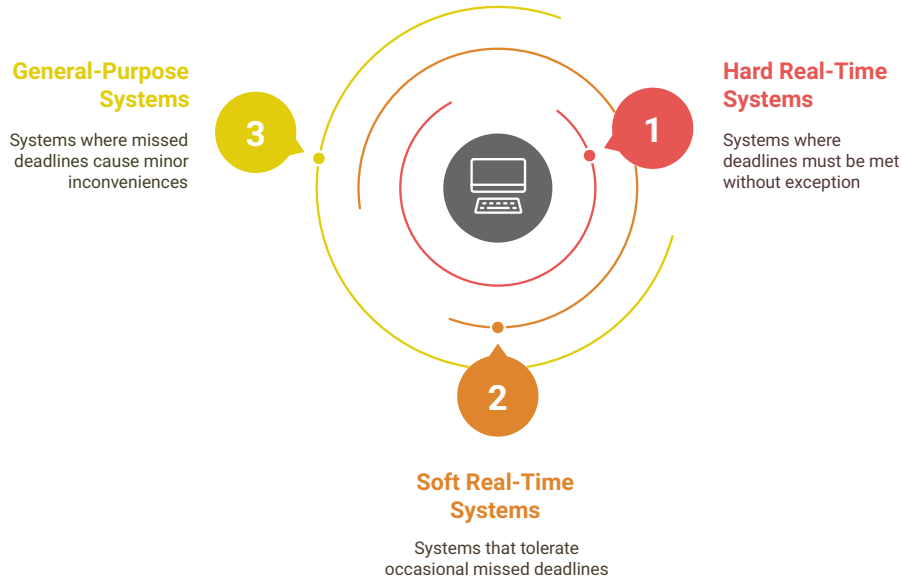 General-Purpose
Systems
Systems where missed
deadlines cause minor
inconveniences
3
1
Hard Real-Time
Systems
Systems where
deadlines must be met
without exception
2
Soft Real-Time
Systems
Systems that tolerate
occasional missed deadlines